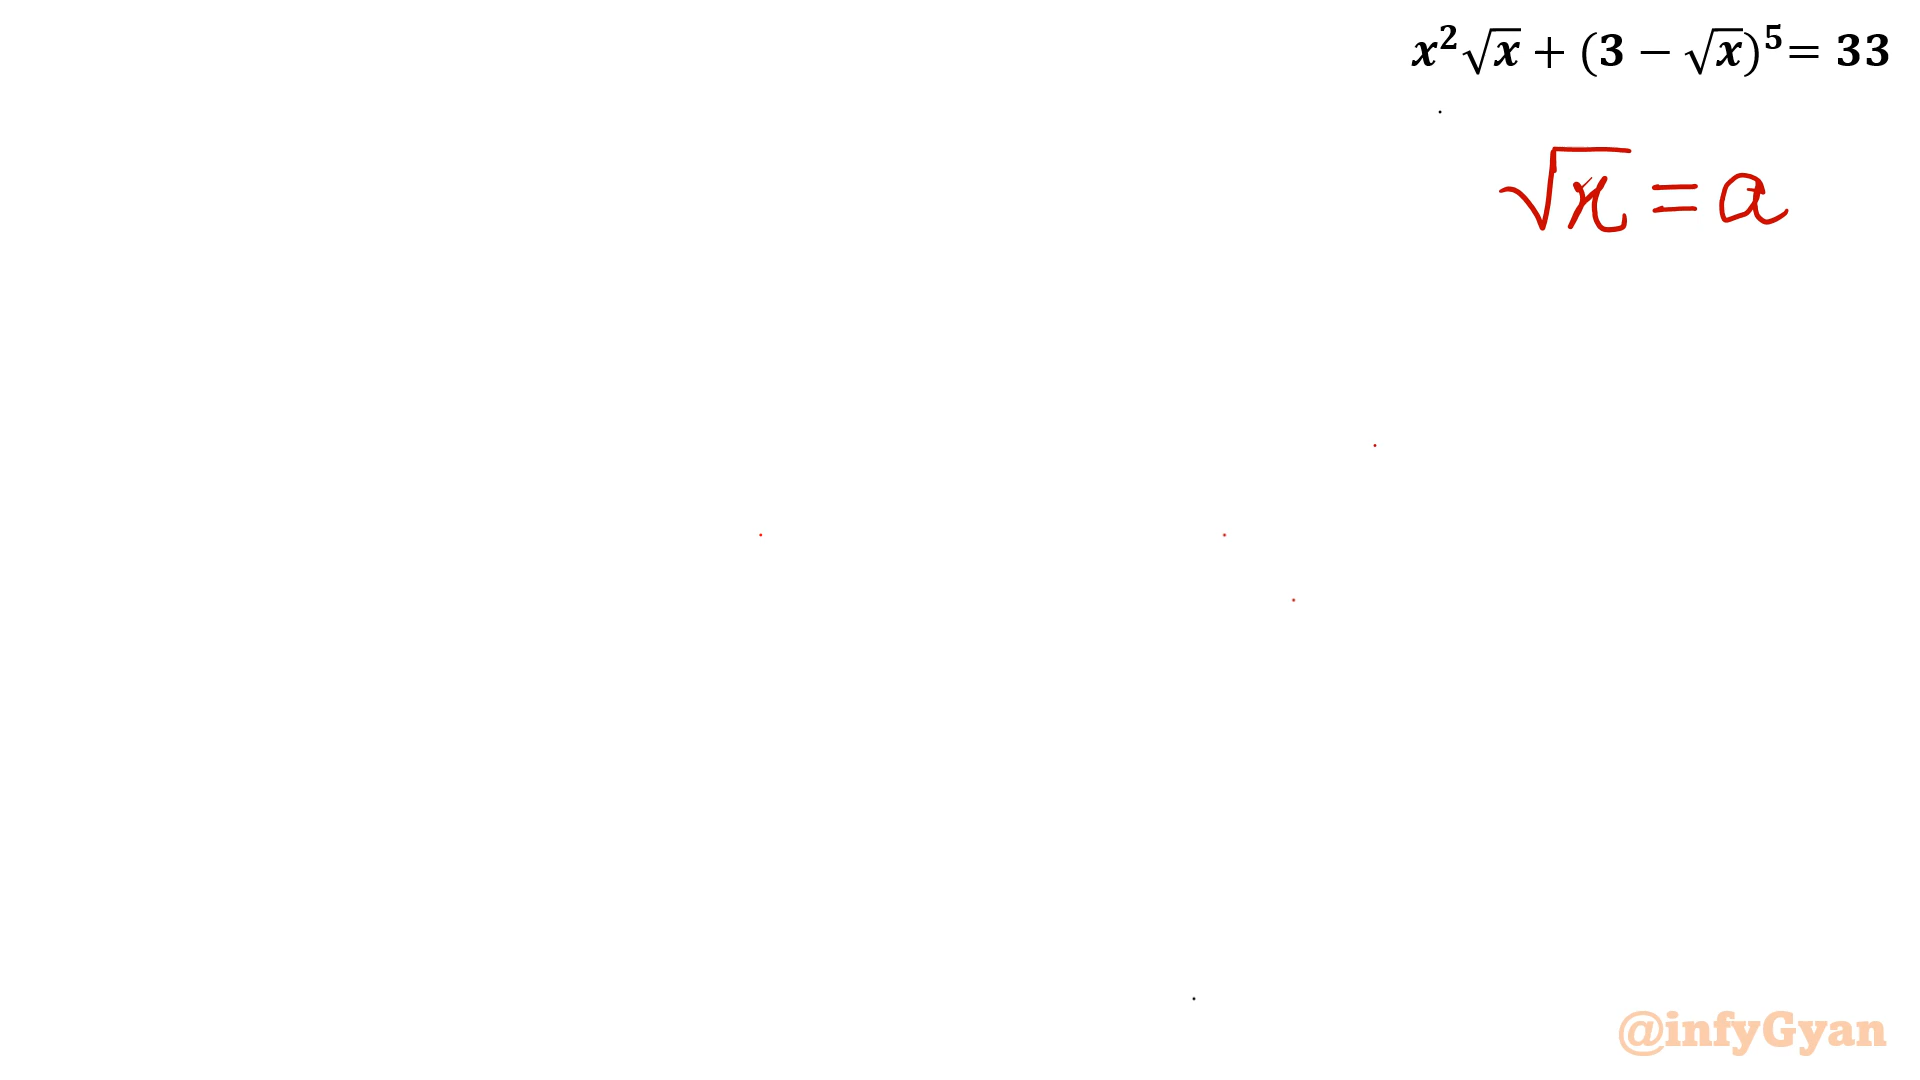 x²√x + (3 − √x)⁵ = 33
√x = a
@infyGyan